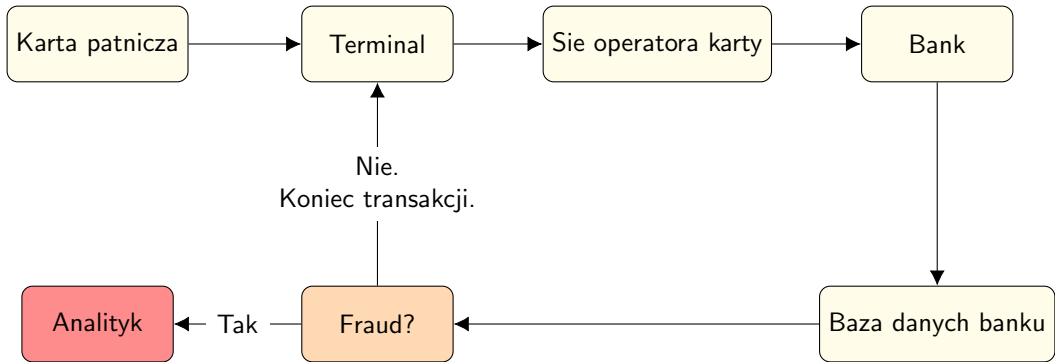 Karta patnicza
Terminal
Sie operatora karty
Bank
Nie.
Koniec transakcji.
Analityk
Tak
Fraud?
Baza danych banku